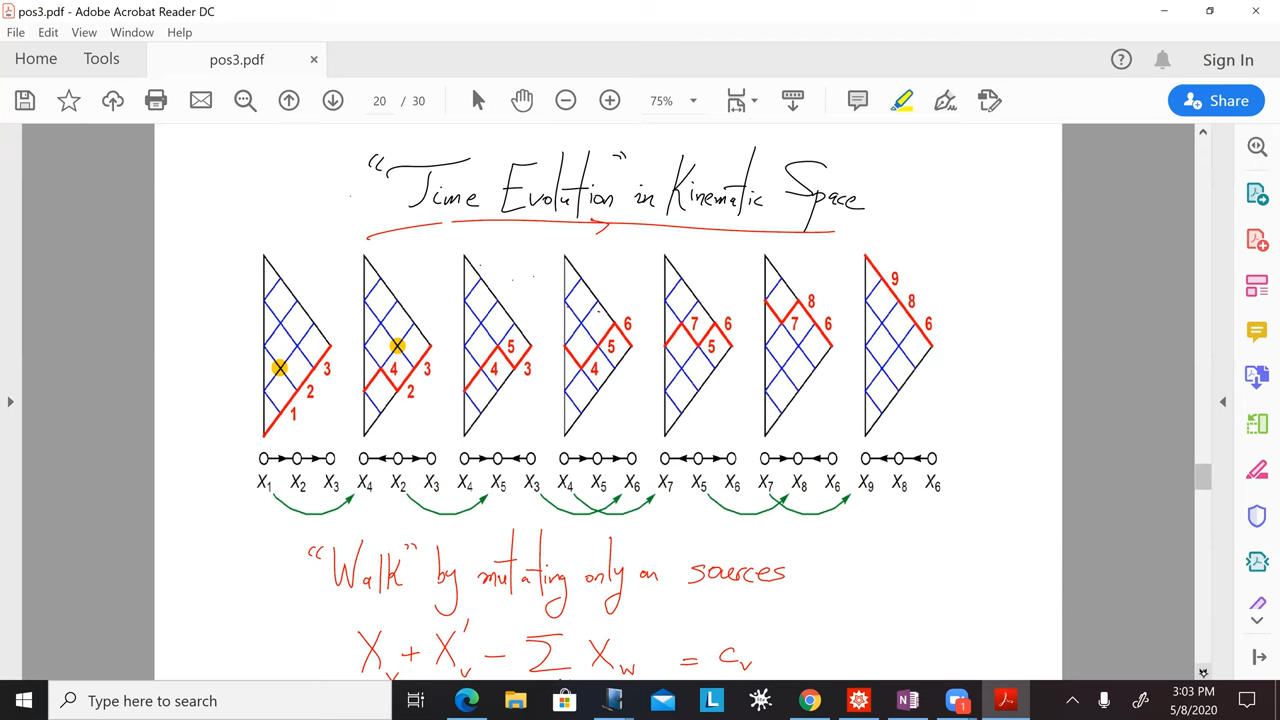 pos3.pdf - Adobe Acrobat Reader DC
File Edit View Window Help
Home Tools pos3.pdf × ? Sign In
20 / 30 75% Share
"Time Evolution" in Kinematic Space
1 2 3
4 2 3
4 5 3
4 5 6
7 5 6
7 8 6
9 8 6
X1 X2 X3 X4 X2 X3 X4 X5 X3 X4 X5 X6 X7 X5 X6 X7 X8 X6 X9 X8 X6
"Walk" by mutating only on sources
Xv + X'v - Σ Xw = cv
Type here to search
L N 1
3:03 PM
5/8/2020